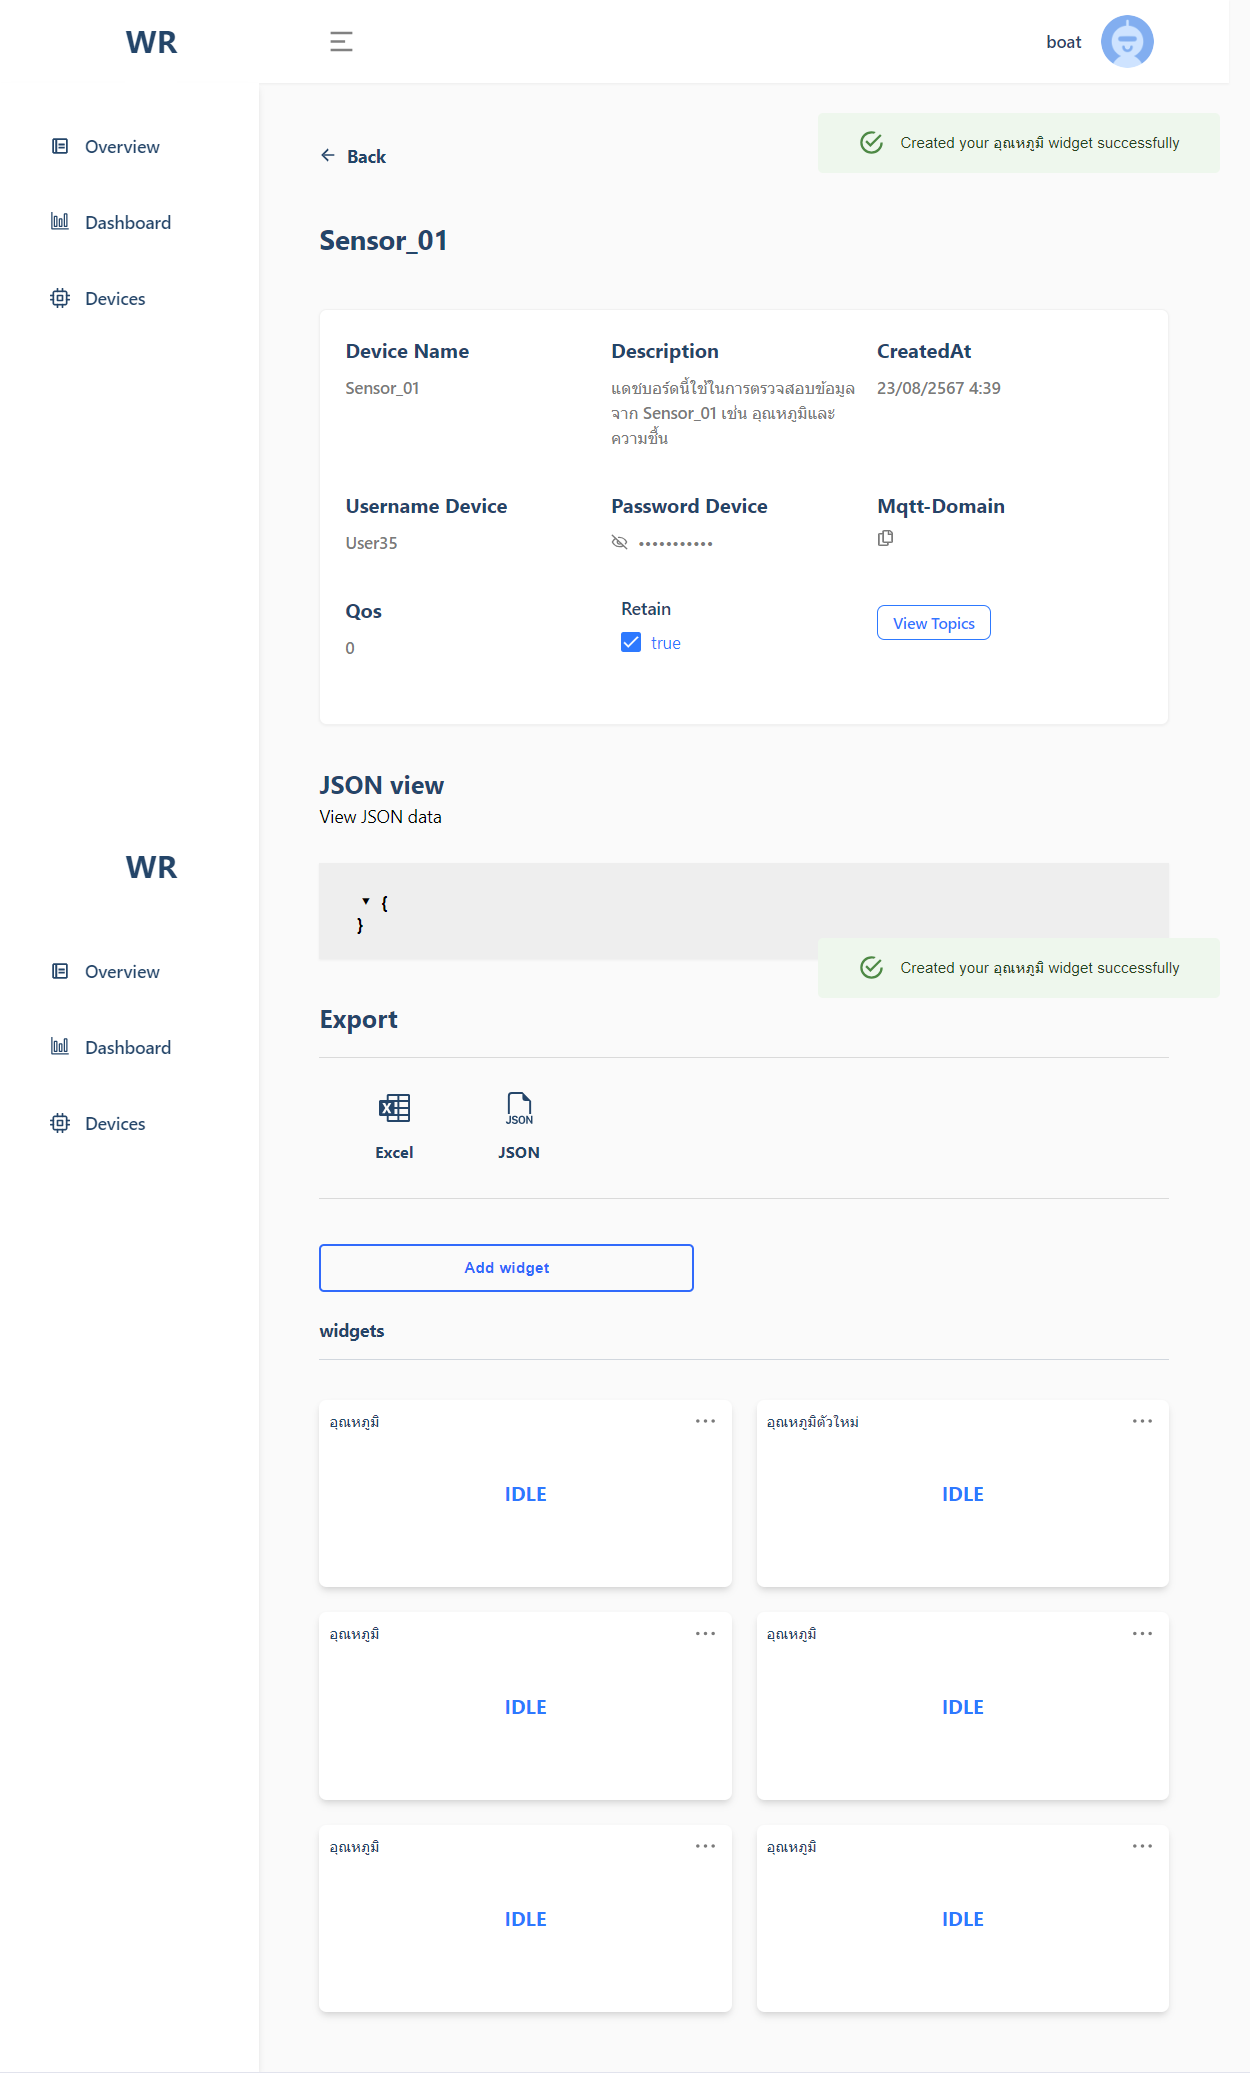 WR
boat
Overview
Dashboard
Devices
Back
Created your อุณหภูมิ widget successfully
Sensor_01
Device Name
Sensor_01
Description
แดชบอร์ดนี้ใช้ในการตรวจสอบข้อมูล
จาก Sensor_01 เช่น อุณหภูมิและ
ความชื้น
CreatedAt
23/08/2567 4:39
Username Device
User35
Password Device
•••••••••••
Mqtt-Domain
Qos
0
Retain
true
View Topics
JSON view
View JSON data
▼ {
}
WR
Overview
Dashboard
Devices
Created your อุณหภูมิ widget successfully
Export
Excel
JSON
JSON
Add widget
widgets
อุณหภูมิ
IDLE
อุณหภูมิตัวใหม่
IDLE
อุณหภูมิ
IDLE
อุณหภูมิ
IDLE
อุณหภูมิ
IDLE
อุณหภูมิ
IDLE